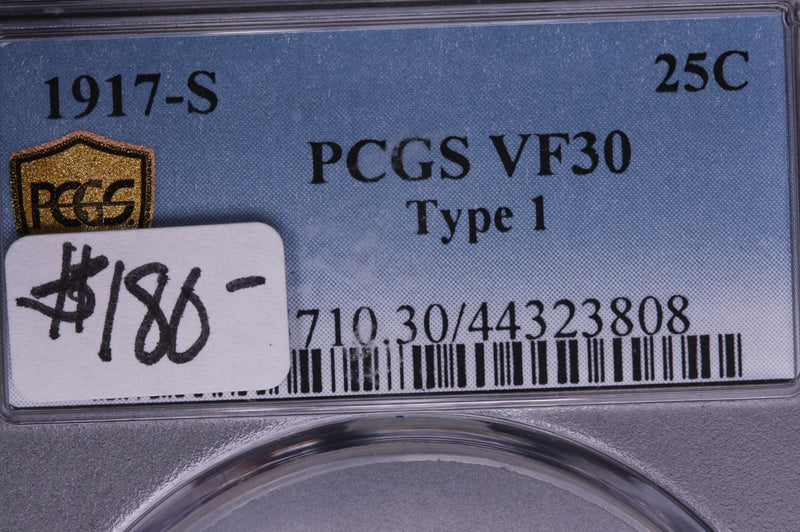 1917-S 25C
PCGS VF30
PCGS
Type 1
$180-
710.30/44323808